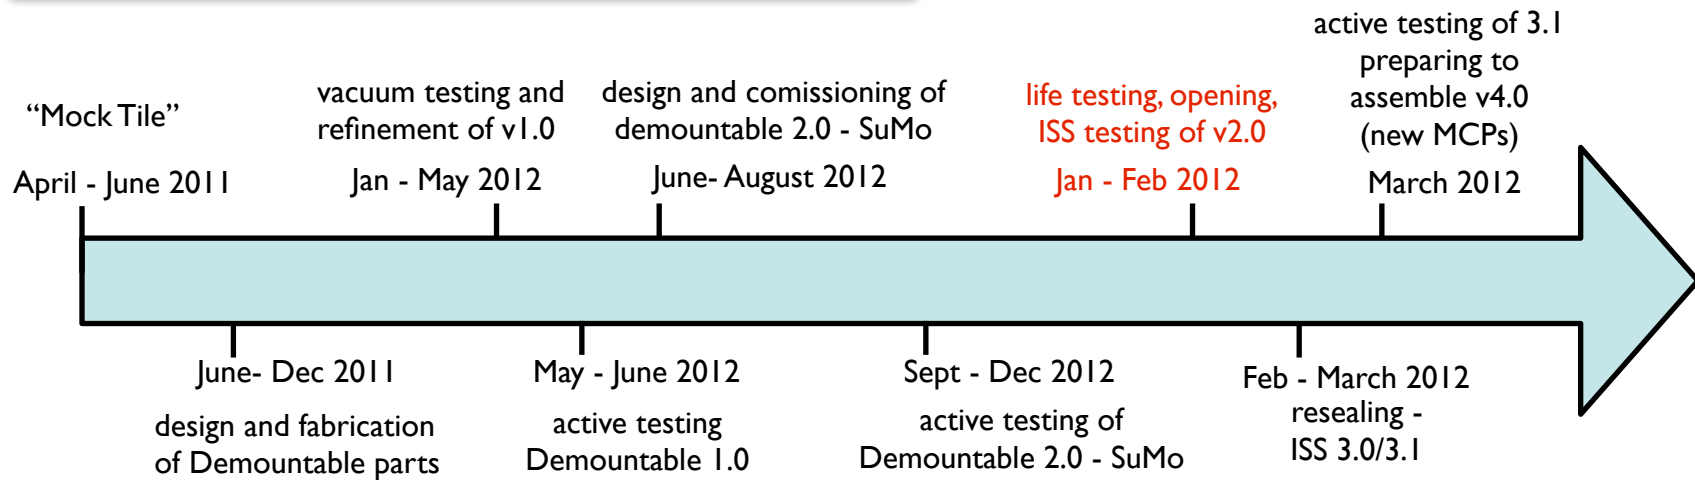 “Mock Tile”
April - June 2011
vacuum testing and
refinement of v1.0
Jan - May 2012
design and comissioning of
demountable 2.0 - SuMo
June- August 2012
life testing, opening,
ISS testing of v2.0
Jan - Feb 2012
active testing of 3.1
preparing to
assemble v4.0
(new MCPs)
March 2012
June- Dec 2011
design and fabrication
of Demountable parts
May - June 2012
active testing
Demountable 1.0
Sept - Dec 2012
active testing of
Demountable 2.0 - SuMo
Feb - March 2012
resealing -
ISS 3.0/3.1